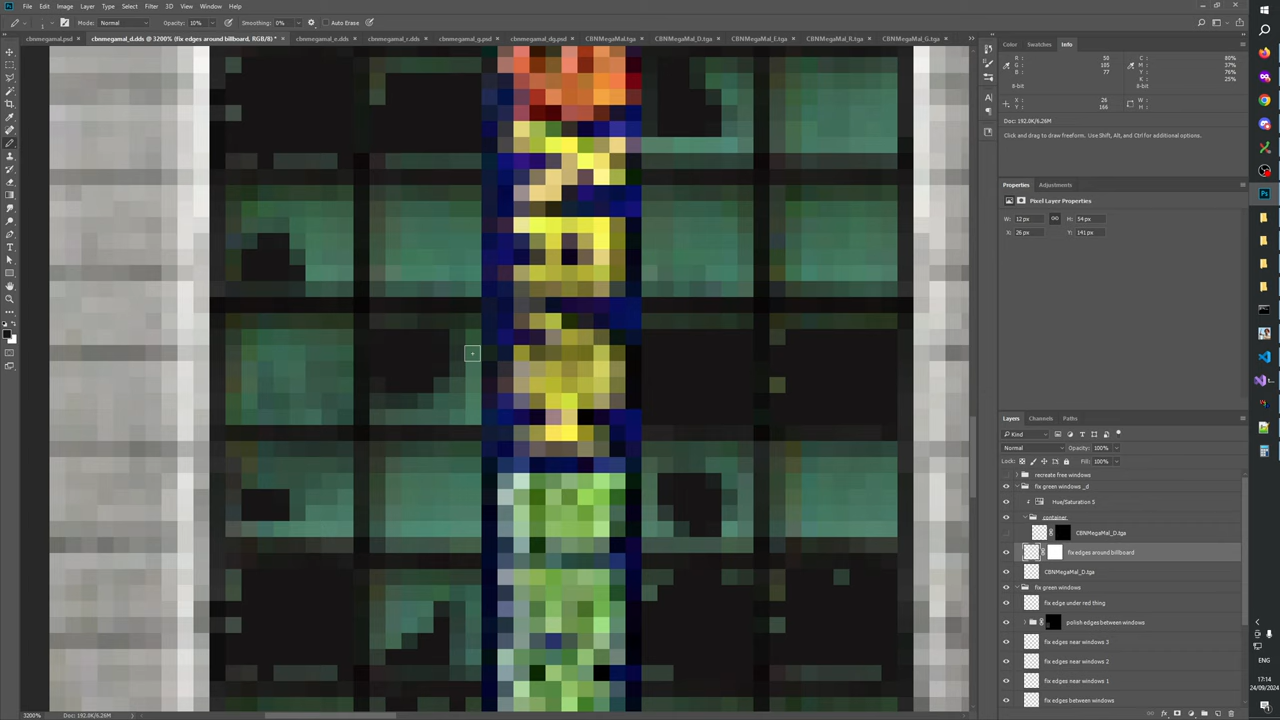 File Edit Image Layer Type Select Filter 3D View Window Help
Mode: Normal Opacity: 10% Smoothing: 0% Auto Erase
cbnmegamal.psd × cbnmegamal_d.dds @ 3200% (fix edges around billboard, RGB/8) * × cbnmegamal_e.dds × cbnmegamal_r.dds × cbnmegamal_g.psd × cbnmegamal_dg.psd × CBNMegaMal.tga × CBNMegaMal_D.tga × CBNMegaMal_E.tga × CBNMegaMal_R.tga × CBNMegaMal_G.tga ×
Color Swatches Info
R: 50 C: 80%
G: 105 M: 37%
B: 77 Y: 76%
K: 25%
8-bit 8-bit
X: 26 W:
Y: 166 H:
Doc: 192.0K/6.26M
Click and drag to draw freeform. Use Shift, Alt, and Ctrl for additional options.
Properties Adjustments
Pixel Layer Properties
W: 12 px H: 54 px
X: 26 px Y: 141 px
Layers Channels Paths
Kind
Normal Opacity: 100%
Lock: Fill: 100%
recreate free windows
fix green windows _d
Hue/Saturation 5
container
CBNMegaMal_D.tga
fix edges around billboard
CBNMegaMal_D.tga
fix green windows
fix edge under red thing
polish edges between windows
fix edges near windows 3
fix edges near windows 2
fix edges near windows 1
fix edges between windows
3200% Doc: 192.0K/6.26M
ENG
17:14
24/09/2024